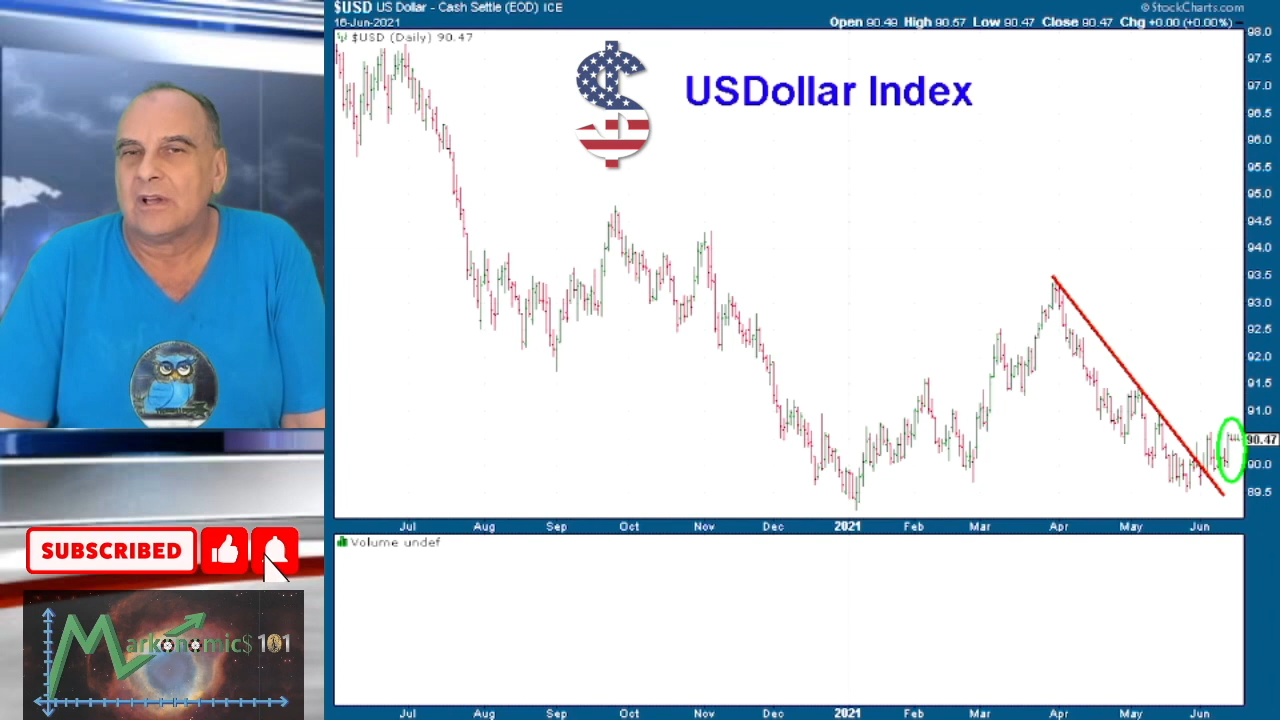 $USD US Dollar - Cash Settle (EOD) ICE
© StockCharts.com
16-Jun-2021
Open 90.49 High 90.57 Low 90.47 Close 90.47 Chg +0.00 (+0.00%)
$USD (Daily) 90.47
USDollar Index
98.0
97.5
97.0
96.5
96.0
95.5
95.0
94.5
94.0
93.5
93.0
92.5
92.0
91.5
91.0
90.47
90.0
89.5
Jul Aug Sep Oct Nov Dec 2021 Feb Mar Apr May Jun
Volume undef
Jul Aug Sep Oct Nov Dec 2021 Feb Mar Apr May Jun
SUBSCRIBED
Markonomic$ 101